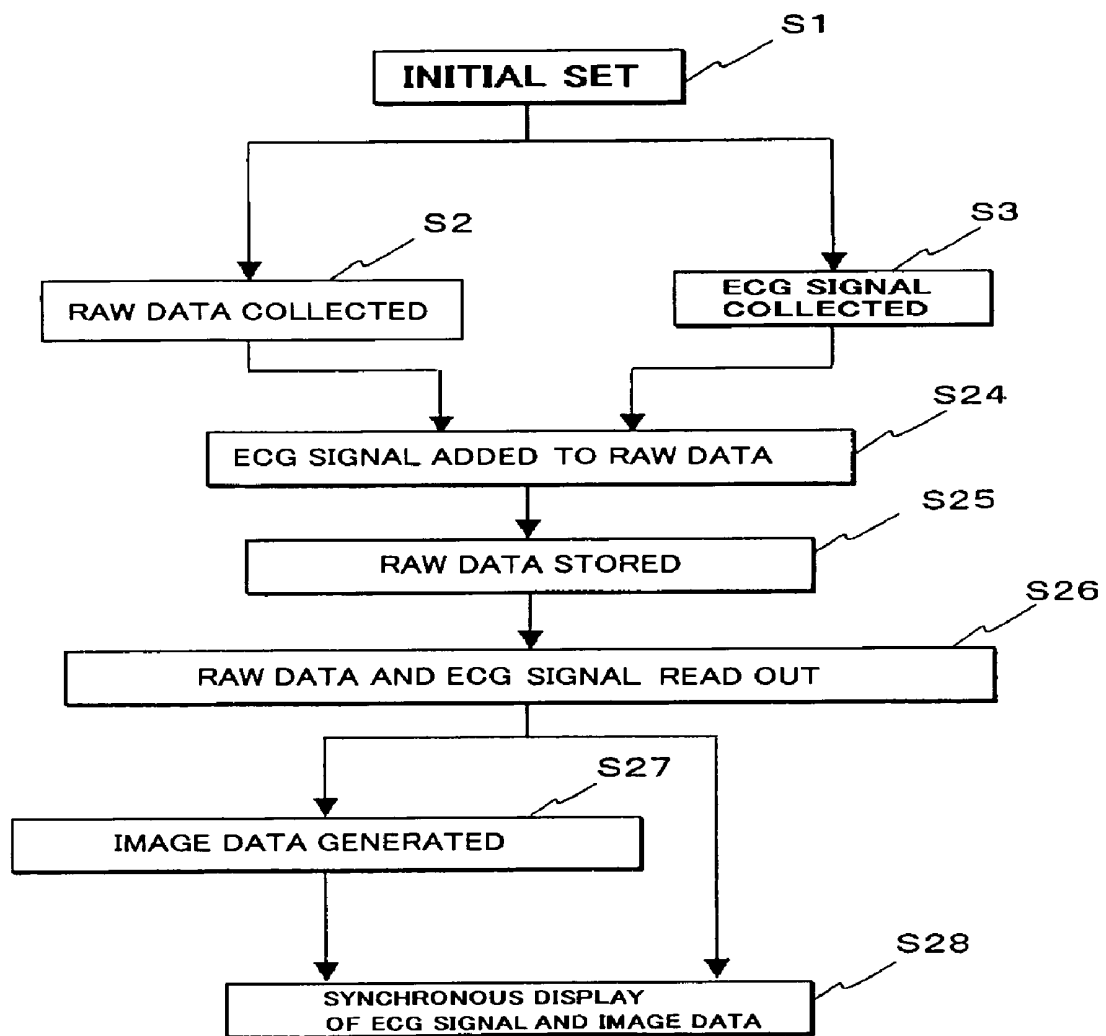 S1
INITIAL SET
S2
S3
RAW DATA COLLECTED
ECG SIGNAL
COLLECTED
S24
ECG SIGNAL ADDED TO RAW DATA
S25
RAW DATA STORED
S26
RAW DATA AND ECG SIGNAL READ OUT
S27
IMAGE DATA GENERATED
S28
SYNCHRONOUS DISPLAY
OF ECG SIGNAL AND IMAGE DATA